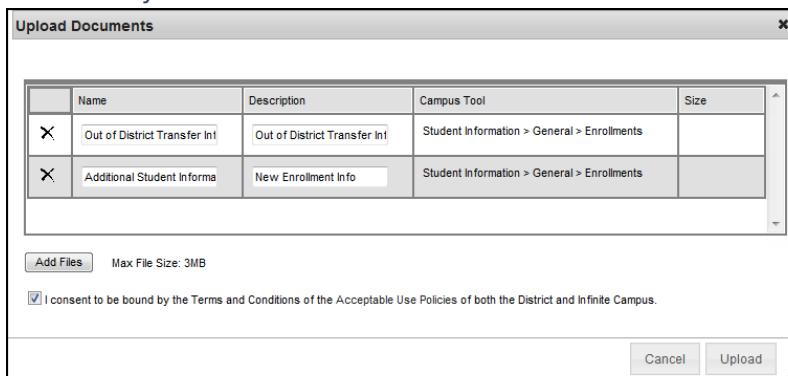 Upload Documents
Name Description Campus Tool Size
Out of District Transfer Inf Out of District Transfer Inf Student Information > General > Enrollments
Additional Student Informa New Enrollment Info Student Information > General > Enrollments
Add Files Max File Size: 3MB
I consent to be bound by the Terms and Conditions of the Acceptable Use Policies of both the District and Infinite Campus.
Cancel Upload